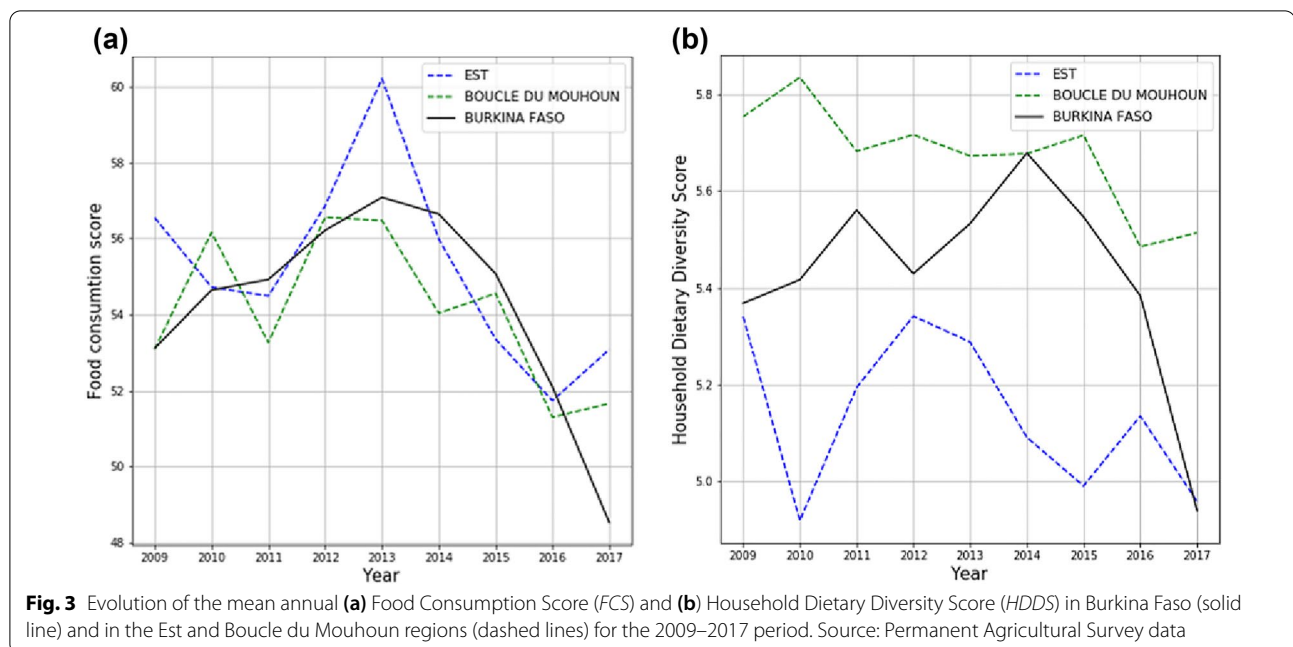 (a)
EST
BOUCLE DU MOUHOUN
BURKINA FASO
Food consumtion score
60
58
56
54
52
50
48
2009 2010 2011 2012 2013 2014 2015 2016 2017
Year
(b)
EST
BOUCLE DU MOUHOUN
BURKINA FASO
Household Dietary Diversity Score
5.8
5.6
5.4
5.2
5.0
2009 2010 2011 2012 2013 2014 2015 2016 2017
Year
Fig. 3 Evolution of the mean annual (a) Food Consumption Score (FCS) and (b) Household Dietary Diversity Score (HDDS) in Burkina Faso (solid
line) and in the Est and Boucle du Mouhoun regions (dashed lines) for the 2009–2017 period. Source: Permanent Agricultural Survey data